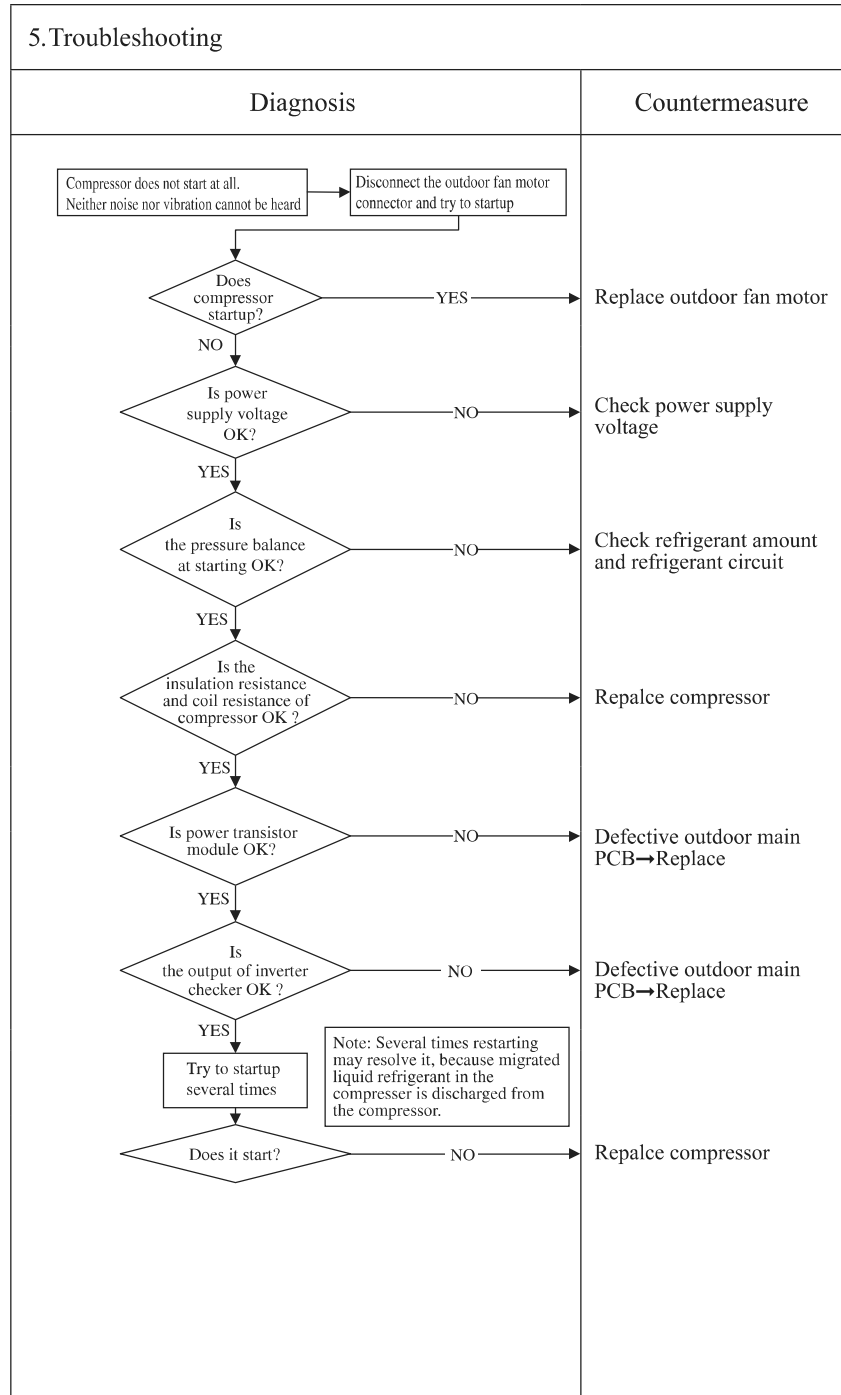 5.Troubleshooting
Diagnosis
Countermeasure
Compressor does not start at all.
Neither noise nor vibration cannot be heard
Disconnect the outdoor fan motor
connector and try to startup
Does
compressor
startup?
YES
Replace outdoor fan motor
NO
Is power
supply voltage
OK?
NO
Check power supply
voltage
YES
Is
the pressure balance
at starting OK?
NO
Check refrigerant amount
and refrigerant circuit
YES
Is the
insulation resistance
and coil resistance of
compressor OK ?
NO
Repalce compressor
YES
Is power transistor
module OK?
NO
Defective outdoor main
PCB→Replace
YES
Is
the output of inverter
checker OK ?
NO
Defective outdoor main
PCB→Replace
YES
Try to startup
several times
Note: Several times restarting
may resolve it, because migrated
liquid refrigerant in the
compresser is discharged from
the compressor.
Does it start?
NO
Repalce compressor